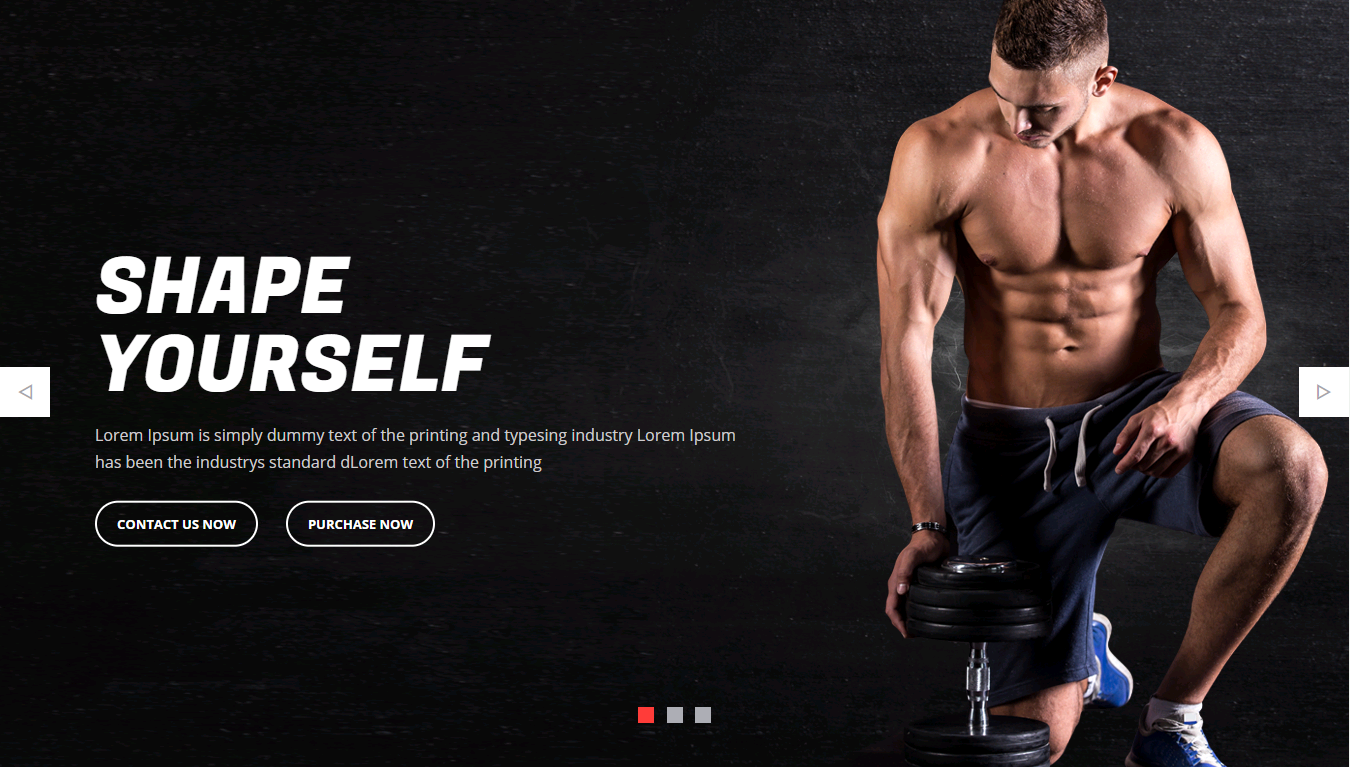 SHAPE
YOURSELF
Lorem Ipsum is simply dummy text of the printing and typesing industry Lorem Ipsum
has been the industrys standard dLorem text of the printing
CONTACT US NOW PURCHASE NOW